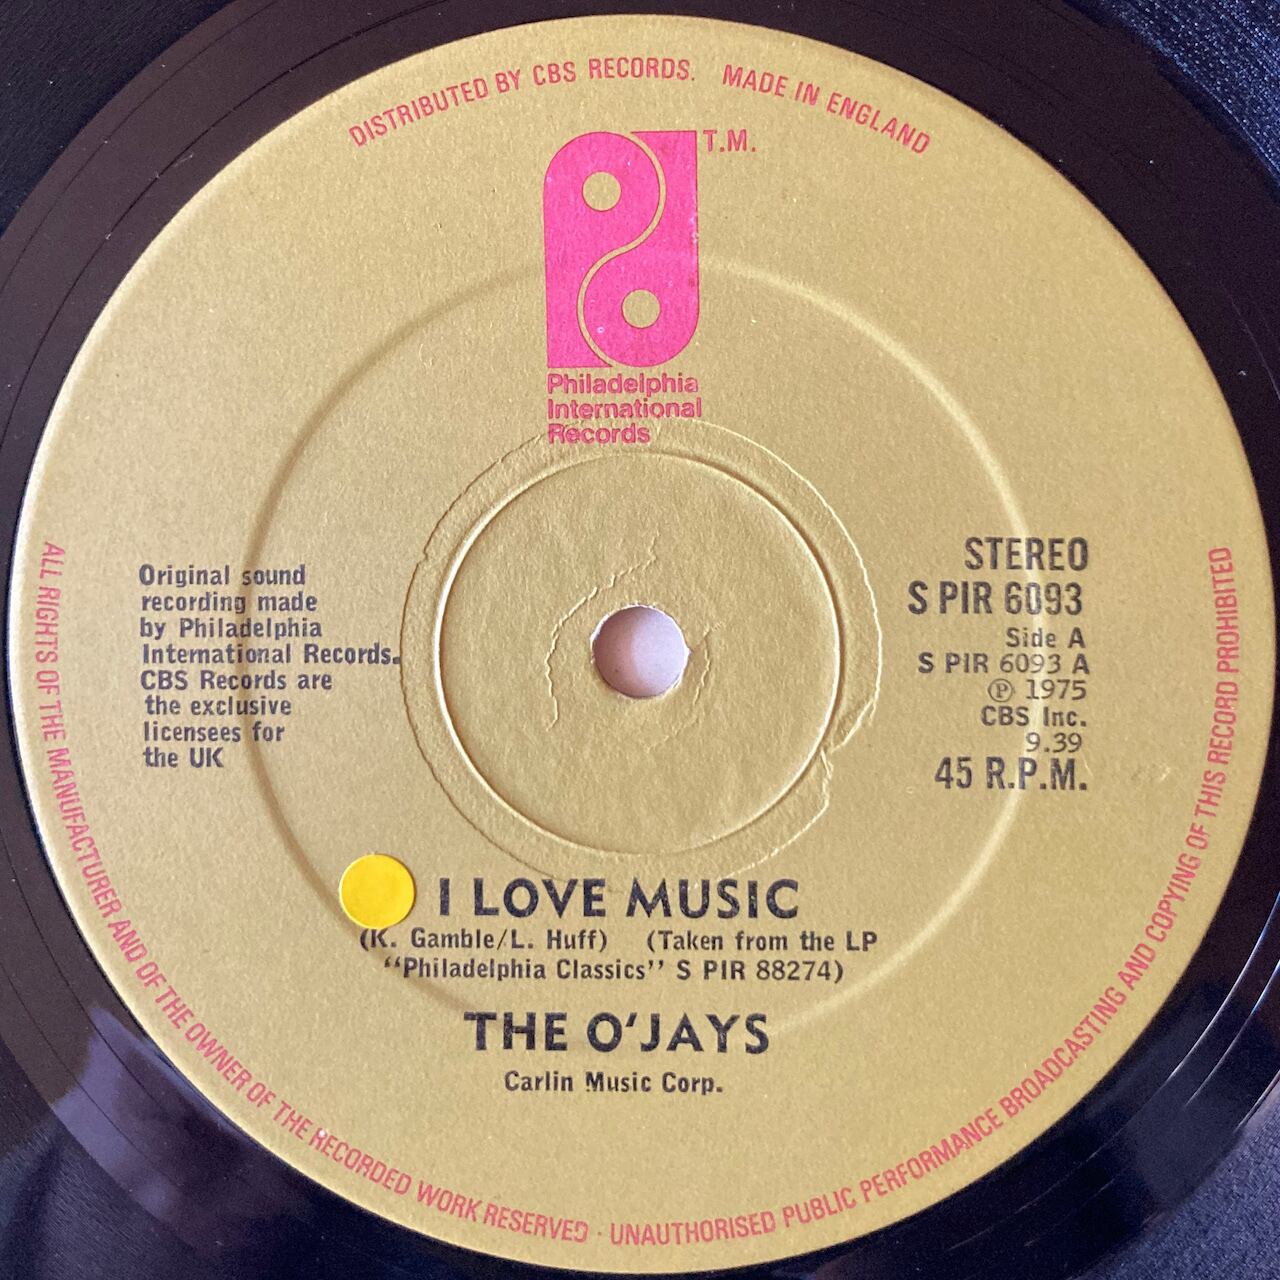 DISTRIBUTED BY CBS RECORDS. MADE IN ENGLAND
T.M.
Philadelphia
International
Records
Original sound
recording made
by Philadelphia
International Records.
CBS Records are
the exclusive
licensees for
the UK
STEREO
S PIR 6093
Side A
S PIR 6093 A
℗ 1975
CBS Inc.
9.39
45 R.P.M.
I LOVE MUSIC
(K. Gamble/L. Huff) (Taken from the LP
“Philadelphia Classics” S PIR 88274)
THE O'JAYS
Carlin Music Corp.
ALL RIGHTS OF THE MANUFACTURER AND OF THE OWNER OF THE RECORDED WORK RESERVED · UNAUTHORISED PUBLIC PERFORMANCE BROADCASTING AND COPYING OF THIS RECORD PROHIBITED